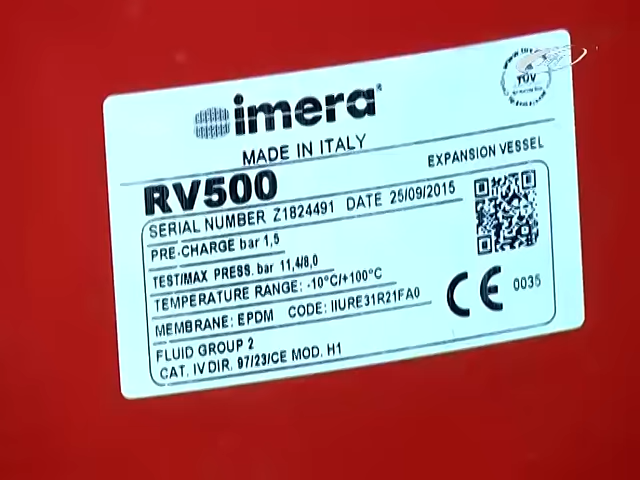 imera
TÜV
MADE IN ITALY
EXPANSION VESSEL
RV500
SERIAL NUMBER Z1824491 DATE 25/09/2015
PRE-CHARGE bar 1,5
TEST/MAX PRESS. bar 11,4/8,0
TEMPERATURE RANGE: -10°C/+100°C
MEMBRANE: EPDM CODE: IIURE31R21FA0
CE 0035
FLUID GROUP 2
CAT. IV DIR. 97/23/CE MOD. H1